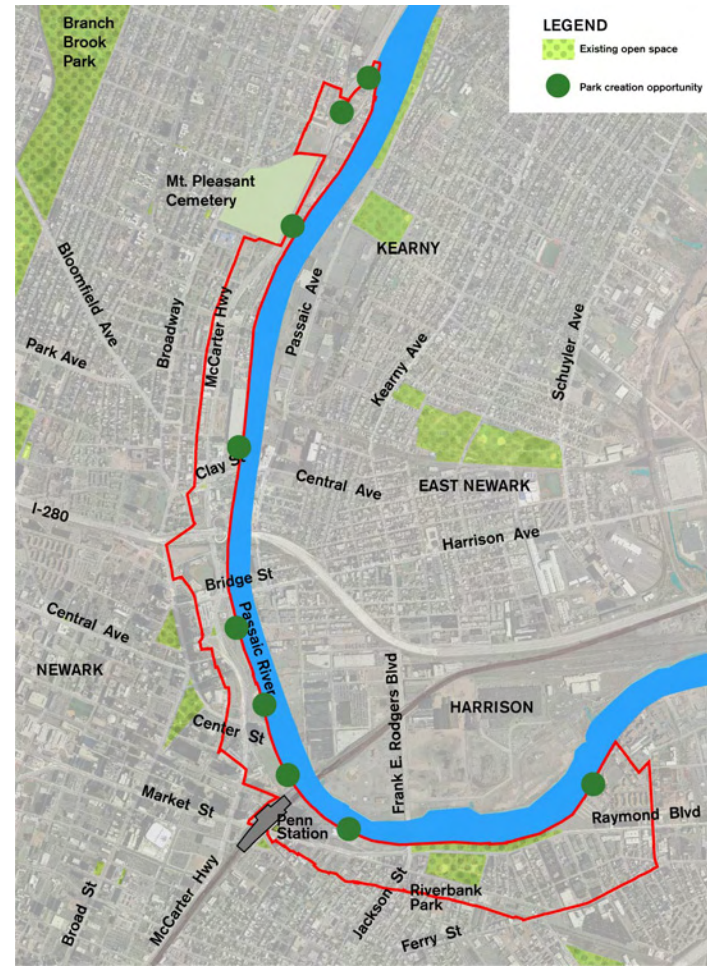 LEGEND
Existing open space
Park creation opportunity
Branch
Brook
Park
Mt. Pleasant
Cemetery
KEARNY
Bloomfield Ave
Broadway
McCarter Hwy
Passaic Ave
Park Ave
Kearny Ave
Schuyler Ave
Clay St
Central Ave
EAST NEWARK
I-280
Harrison Ave
Bridge St
Central Ave
Passaic River
NEWARK
Frank E. Rodgers Blvd
HARRISON
Center St
Market St
Penn
Station
Raymond Blvd
McCarter Hwy
Broad St
Jackson St
Riverbank
Park
Ferry St